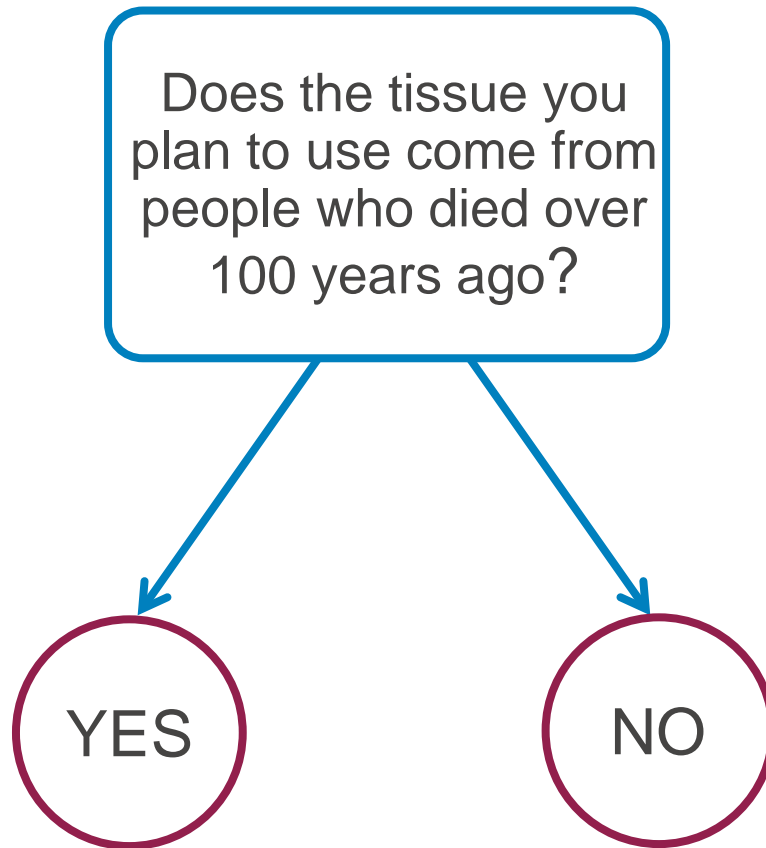 Does the tissue you
plan to use come from
people who died over
100 years ago?
YES
NO